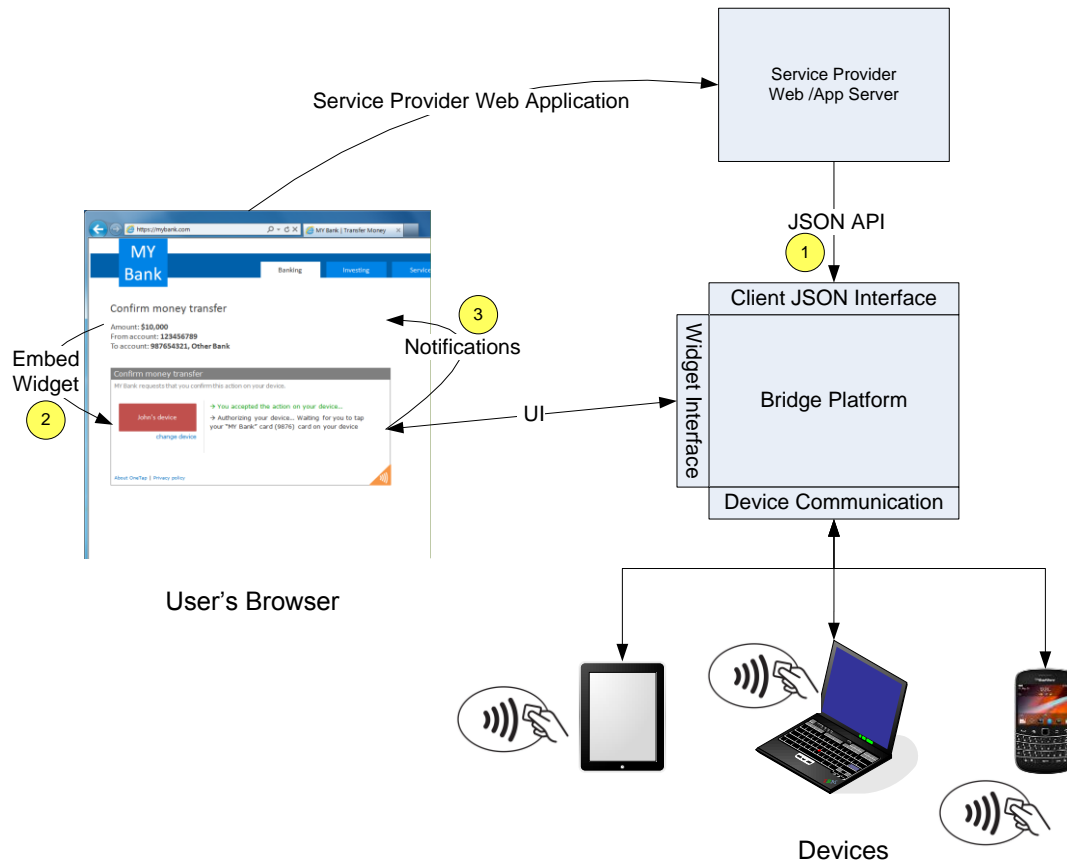 Service Provider
Web /App Server
Service Provider Web Application
JSON API
1
https://mybank.com
MY Bank | Transfer Money
MY
Bank
Banking
Investing
Service
Confirm money transfer
Amount: $10,000
From account: 123456789
To account: 987654321, Other Bank
3
Notifications
Embed
Widget
2
Confirm money transfer
MY Bank requests that you confirm this action on your device.
John's device
change device
→ You accepted the action on your device...
→ Authorizing your device... Waiting for you to tap
your "MY Bank" card (9876) card on your device
About OneTap | Privacy policy
UI
Client JSON Interface
Widget Interface
Bridge Platform
Device Communication
User's Browser
Devices